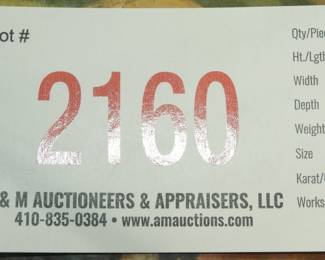 ot #
2160
& M AUCTIONEERS & APPRAISERS, LLC
410-835-0384 • www.amauctions.com
Qty/Pie
Ht./Lgth
Width
Depth
Weight
Size
Karat/
Works